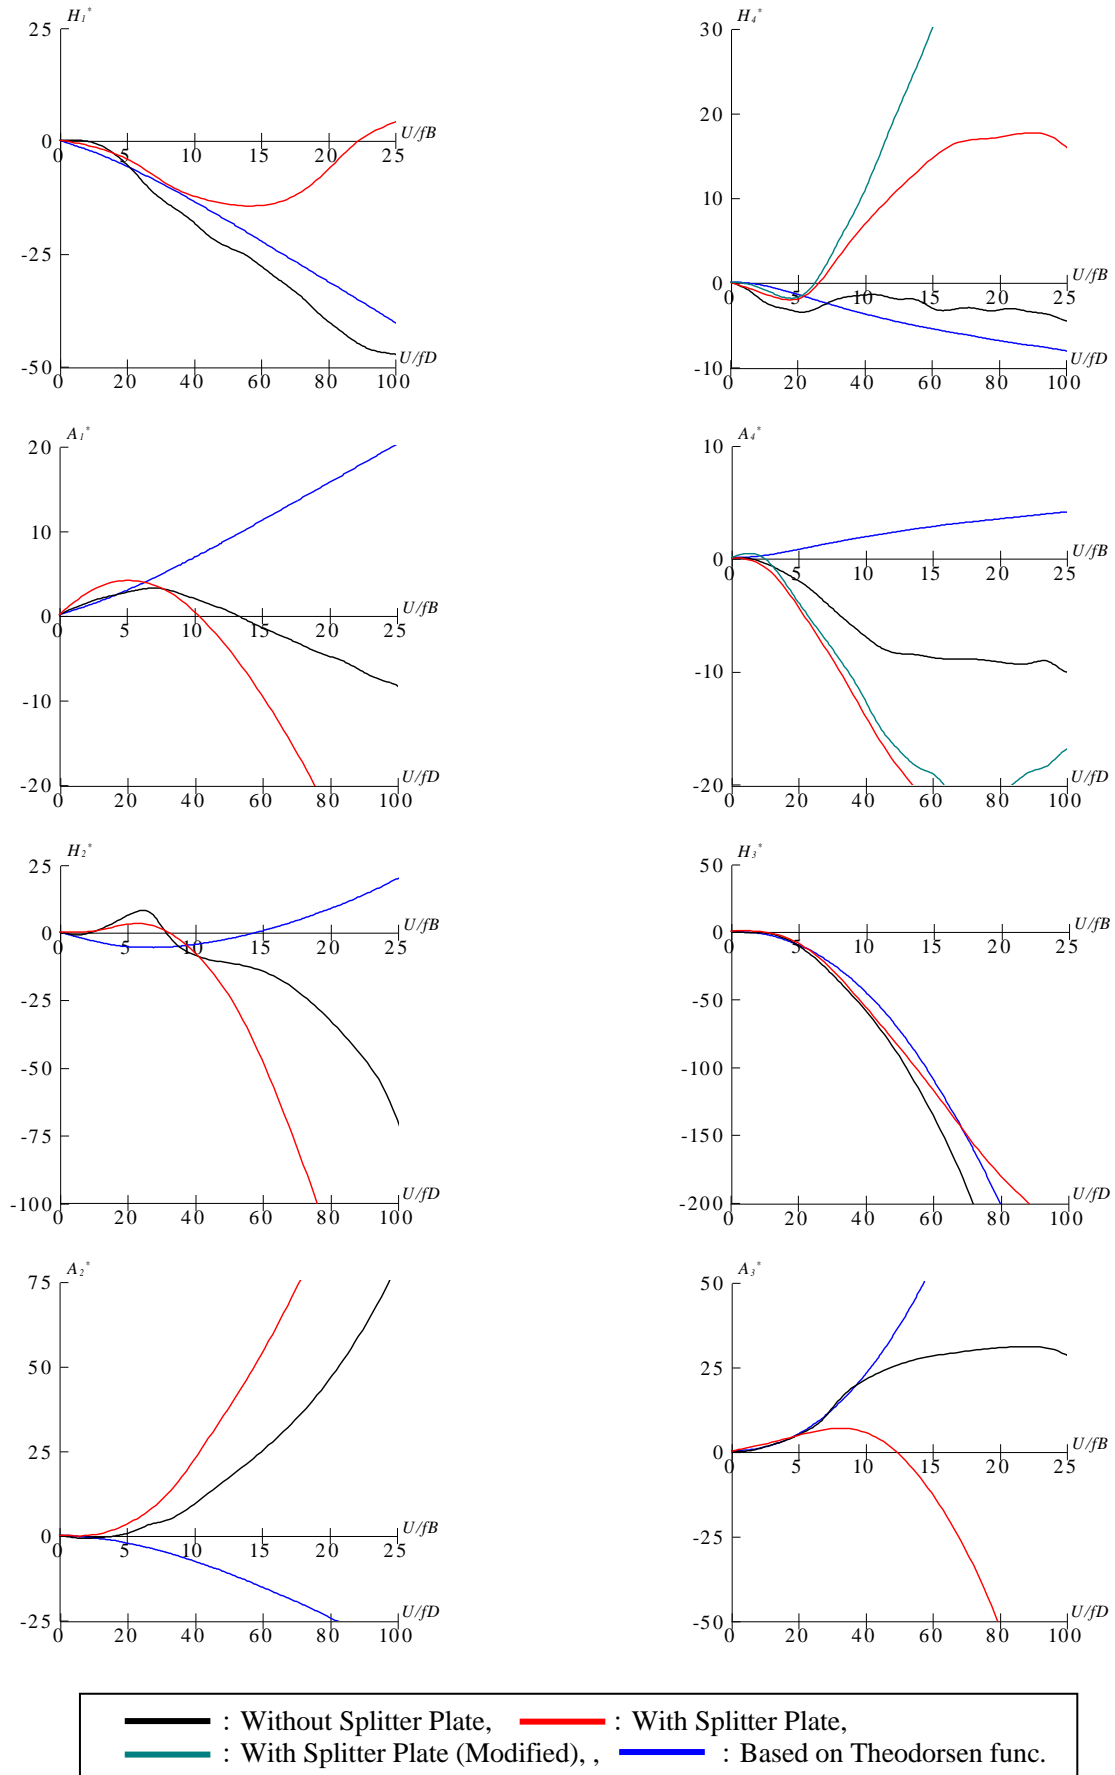 H₁*
25
0
-25
-50
0 5 10 15 20 25
U/fB
0 20 40 60 80 100
U/fD
H₄*
30
20
10
0
-10
0 5 10 15 20 25
U/fB
0 20 40 60 80 100
U/fD
A₁*
20
10
0
-10
-20
0 5 10 15 20 25
U/fB
0 20 40 60 80 100
U/fD
A₄*
10
0
-10
-20
0 5 10 15 20 25
U/fB
0 20 40 60 80 100
U/fD
H₂*
25
0
-25
-50
-75
-100
0 5 10 15 20 25
U/fB
0 20 40 60 80 100
U/fD
H₃*
50
0
-50
-100
-150
-200
0 5 10 15 20 25
U/fB
0 20 40 60 80 100
U/fD
A₂*
75
50
25
0
-25
0 5 10 15 20 25
U/fB
0 20 40 60 80 100
U/fD
A₃*
50
25
0
-25
-50
0 5 10 15 20 25
U/fB
0 20 40 60 80 100
U/fD
: Without Splitter Plate, : With Splitter Plate,
: With Splitter Plate (Modified), , : Based on Theodorsen func.